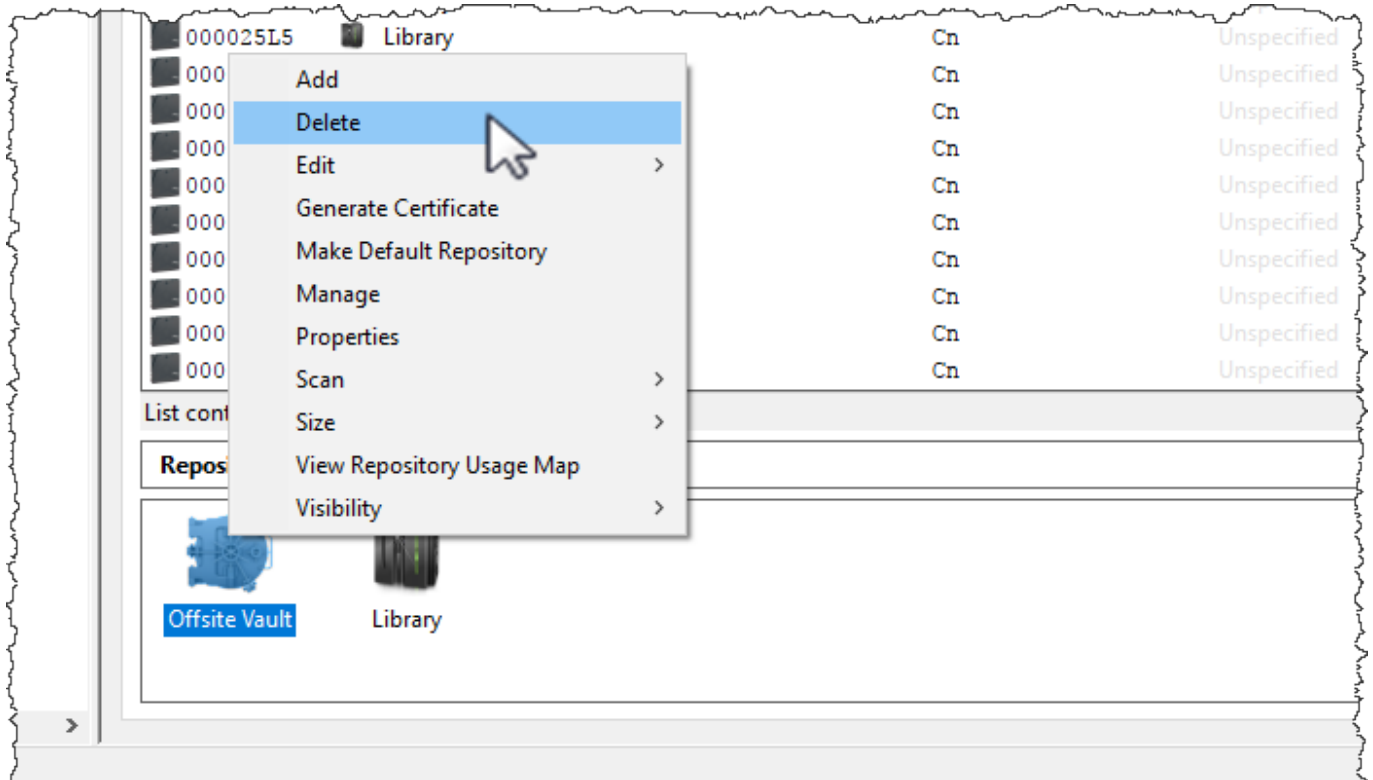 000025L5 Library Cn Unspecified
000 Cn Unspecified
Add
000 Cn Unspecified
Delete
000 Cn Unspecified
Edit
000 Cn Unspecified
Generate Certificate
000 Cn Unspecified
Make Default Repository
000 Cn Unspecified
Manage
000 Cn Unspecified
Properties
000 Cn Unspecified
Scan
000 Cn Unspecified
List cont
Size
Repos
View Repository Usage Map
Visibility
Offsite Vault Library